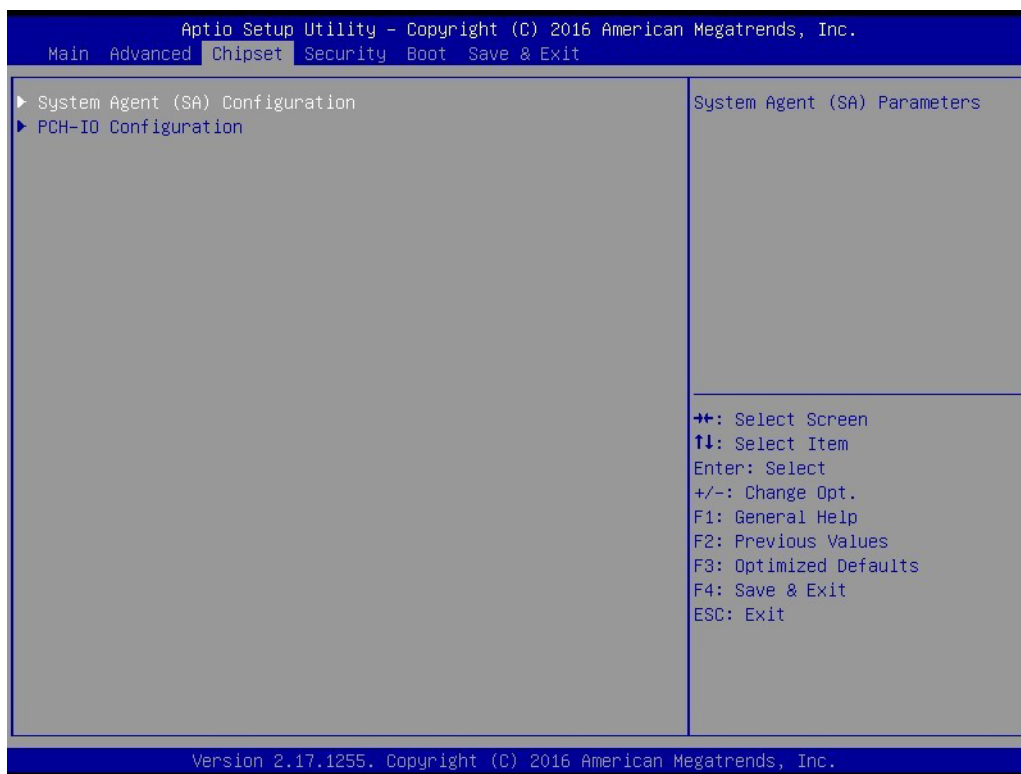 Aptio Setup Utility – Copyright (C) 2016 American Megatrends, Inc.
Main Advanced Chipset Security Boot Save & Exit
▶ System Agent (SA) Configuration
▶ PCH-IO Configuration
System Agent (SA) Parameters
→←: Select Screen
↑↓: Select Item
Enter: Select
+/-: Change Opt.
F1: General Help
F2: Previous Values
F3: Optimized Defaults
F4: Save & Exit
ESC: Exit
Version 2.17.1255. Copyright (C) 2016 American Megatrends, Inc.